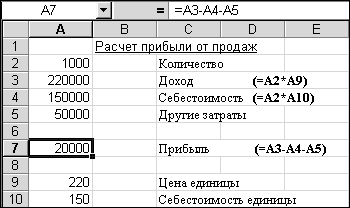 A7 = =A3-A4-A5
A B C D E
1 Расчет прибыли от продаж
2 1000 Количество
3 220000 Доход (=A2*A9)
4 150000 Себестоимость (=A2*A10)
5 50000 Другие затраты
6
7 20000 Прибыль (=A3-A4-A5)
8
9 220 Цена единицы
10 150 Себестоимость единицы